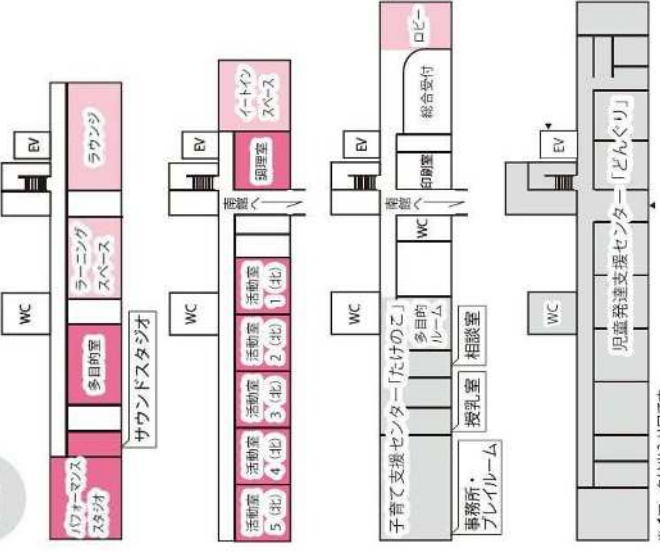 WC
EV
パフォーマンス
スタジオ
多目的室
ラーニング
スペース
ラウンジ
サウンドスタジオ
WC
EV
南館へ
活動室
5（北）
活動室
4（北）
活動室
3（北）
活動室
2（北）
活動室
1（北）
調理室
イートイン
スペース
WC
EV
南館へ
子育て支援センター「たけのこ」
多目的
ルーム
WC
印刷室
総合受付
ロビー
事務所・
プレイルーム
授乳室
相談室
WC
EV
児童発達支援センター「どんぐり」